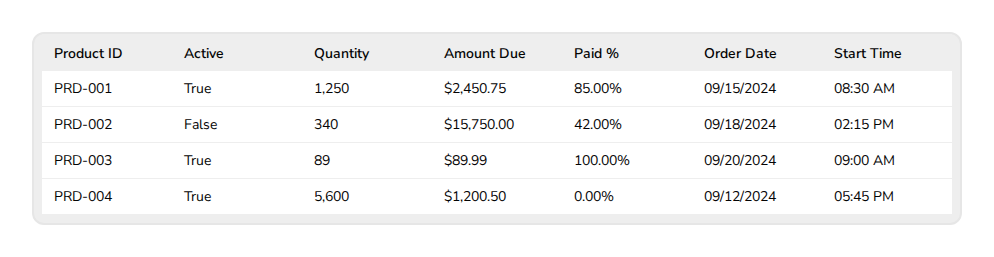 Product ID Active Quantity Amount Due Paid % Order Date Start Time
PRD-001 True 1,250 $2,450.75 85.00% 09/15/2024 08:30 AM
PRD-002 False 340 $15,750.00 42.00% 09/18/2024 02:15 PM
PRD-003 True 89 $89.99 100.00% 09/20/2024 09:00 AM
PRD-004 True 5,600 $1,200.50 0.00% 09/12/2024 05:45 PM